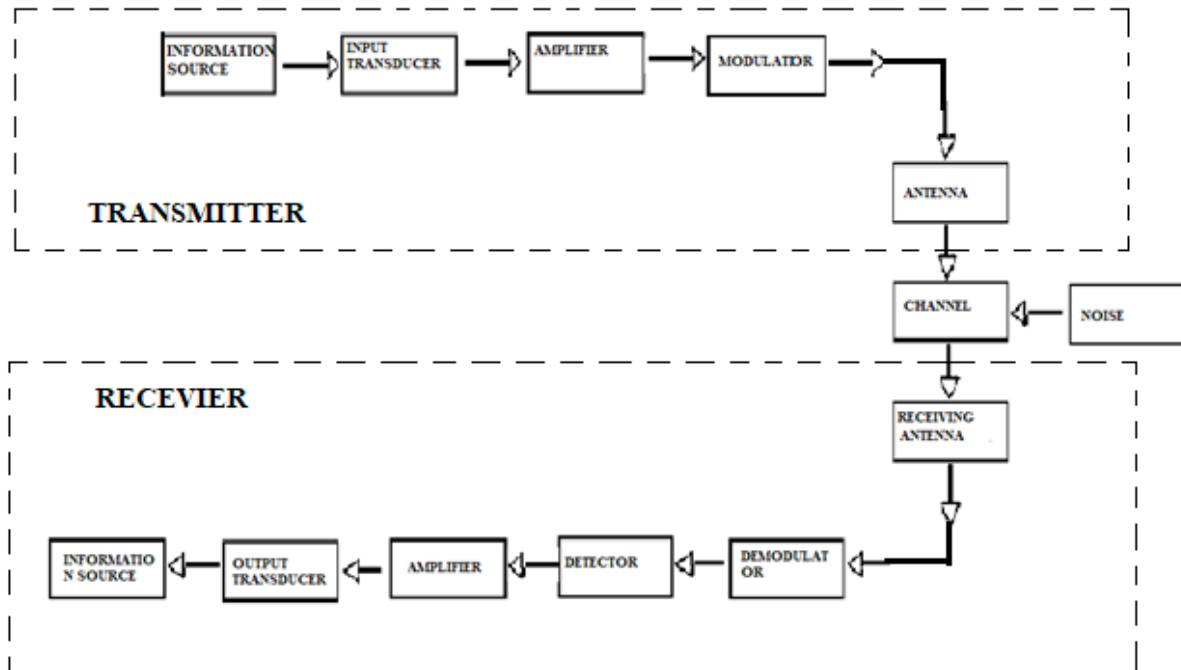 INFORMATION
SOURCE
INPUT
TRANSDUCER
AMPLIFIER
MODULATIOR
ANTENNA
TRANSMITTER
CHANNEL
NOISE
RECEVIER
RECEIVING
ANTENNA
INFORMATIO
N SOURCE
OUTPUT
TRANSDUCER
AMPLIFIER
DETECTOR
DEMODULAT
OR